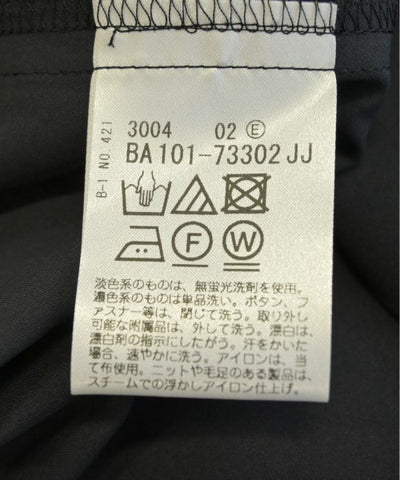 B-1 NO. 421
3004 02 Ⓔ
BA101-73302JJ
F W
淡色系のものは、無蛍光洗剤を使用。
濃色系のものは単品洗い。ボタン、フ
ァスナー等は、閉じて洗う。取り外し
可能な附属品は、外して洗う。漂白は、
漂白剤の指示にしたがう。汗をかいた
場合、速やかに洗う。アイロンは、当
て布使用。ニットや毛足のある製品は、
スチームでの浮かしアイロン仕上げ。